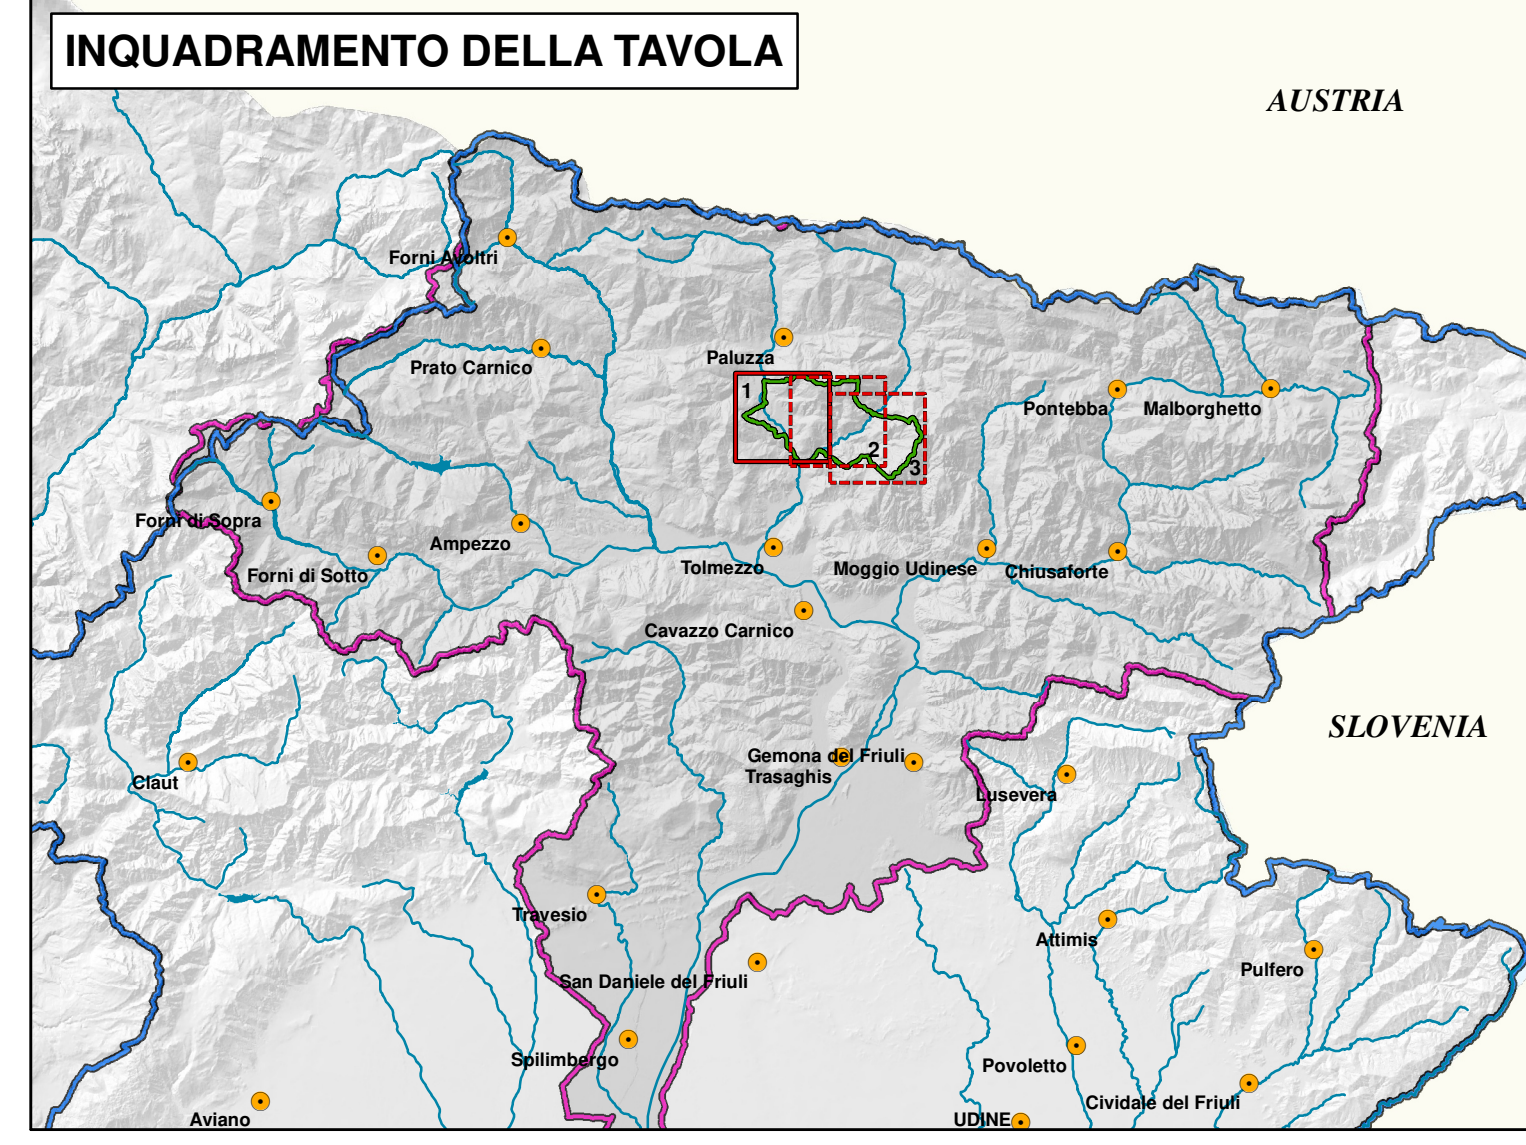 INQUADRAMENTO DELLA TAVOLA
AUSTRIA
Forni Avoltri
Paluzza
Prato Carnico
1
Pontebba
Malborghetto
2
3
Forni di Sopra
Ampezzo
Forni di Sotto
Tolmezzo
Moggio Udinese
Chiusaforte
Cavazzo Carnico
SLOVENIA
Gemona del Friuli
Trasaghis
Claut
Lusevera
Travesio
Attimis
Pulfero
San Daniele del Friuli
Spilimbergo
Povoletto
Cividale del Friuli
Aviano
UDINE